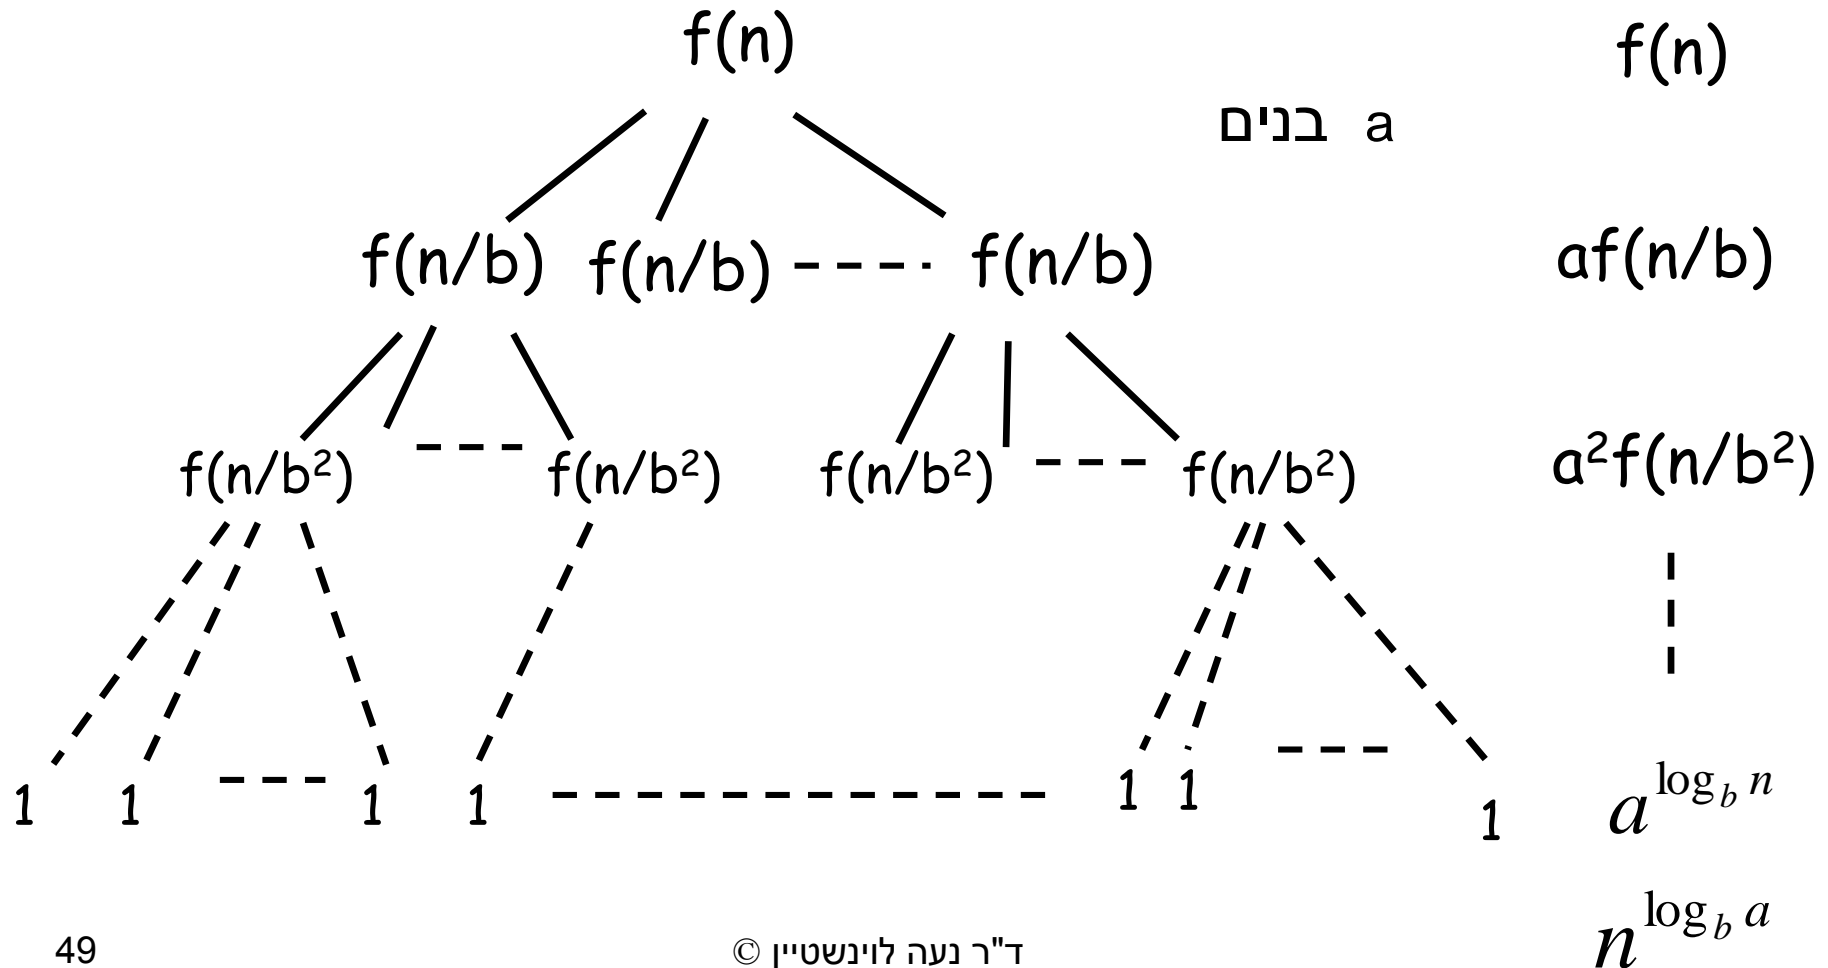 f(n) f(n)
a בנים
f(n/b) f(n/b) f(n/b) af(n/b)
f(n/b²) f(n/b²) f(n/b²) f(n/b²) a²f(n/b²)
1 1 1 1 1 1 1 a^{log_b n}
n^{log_b a}
49 ד"ר נעה לוינשטיין ©